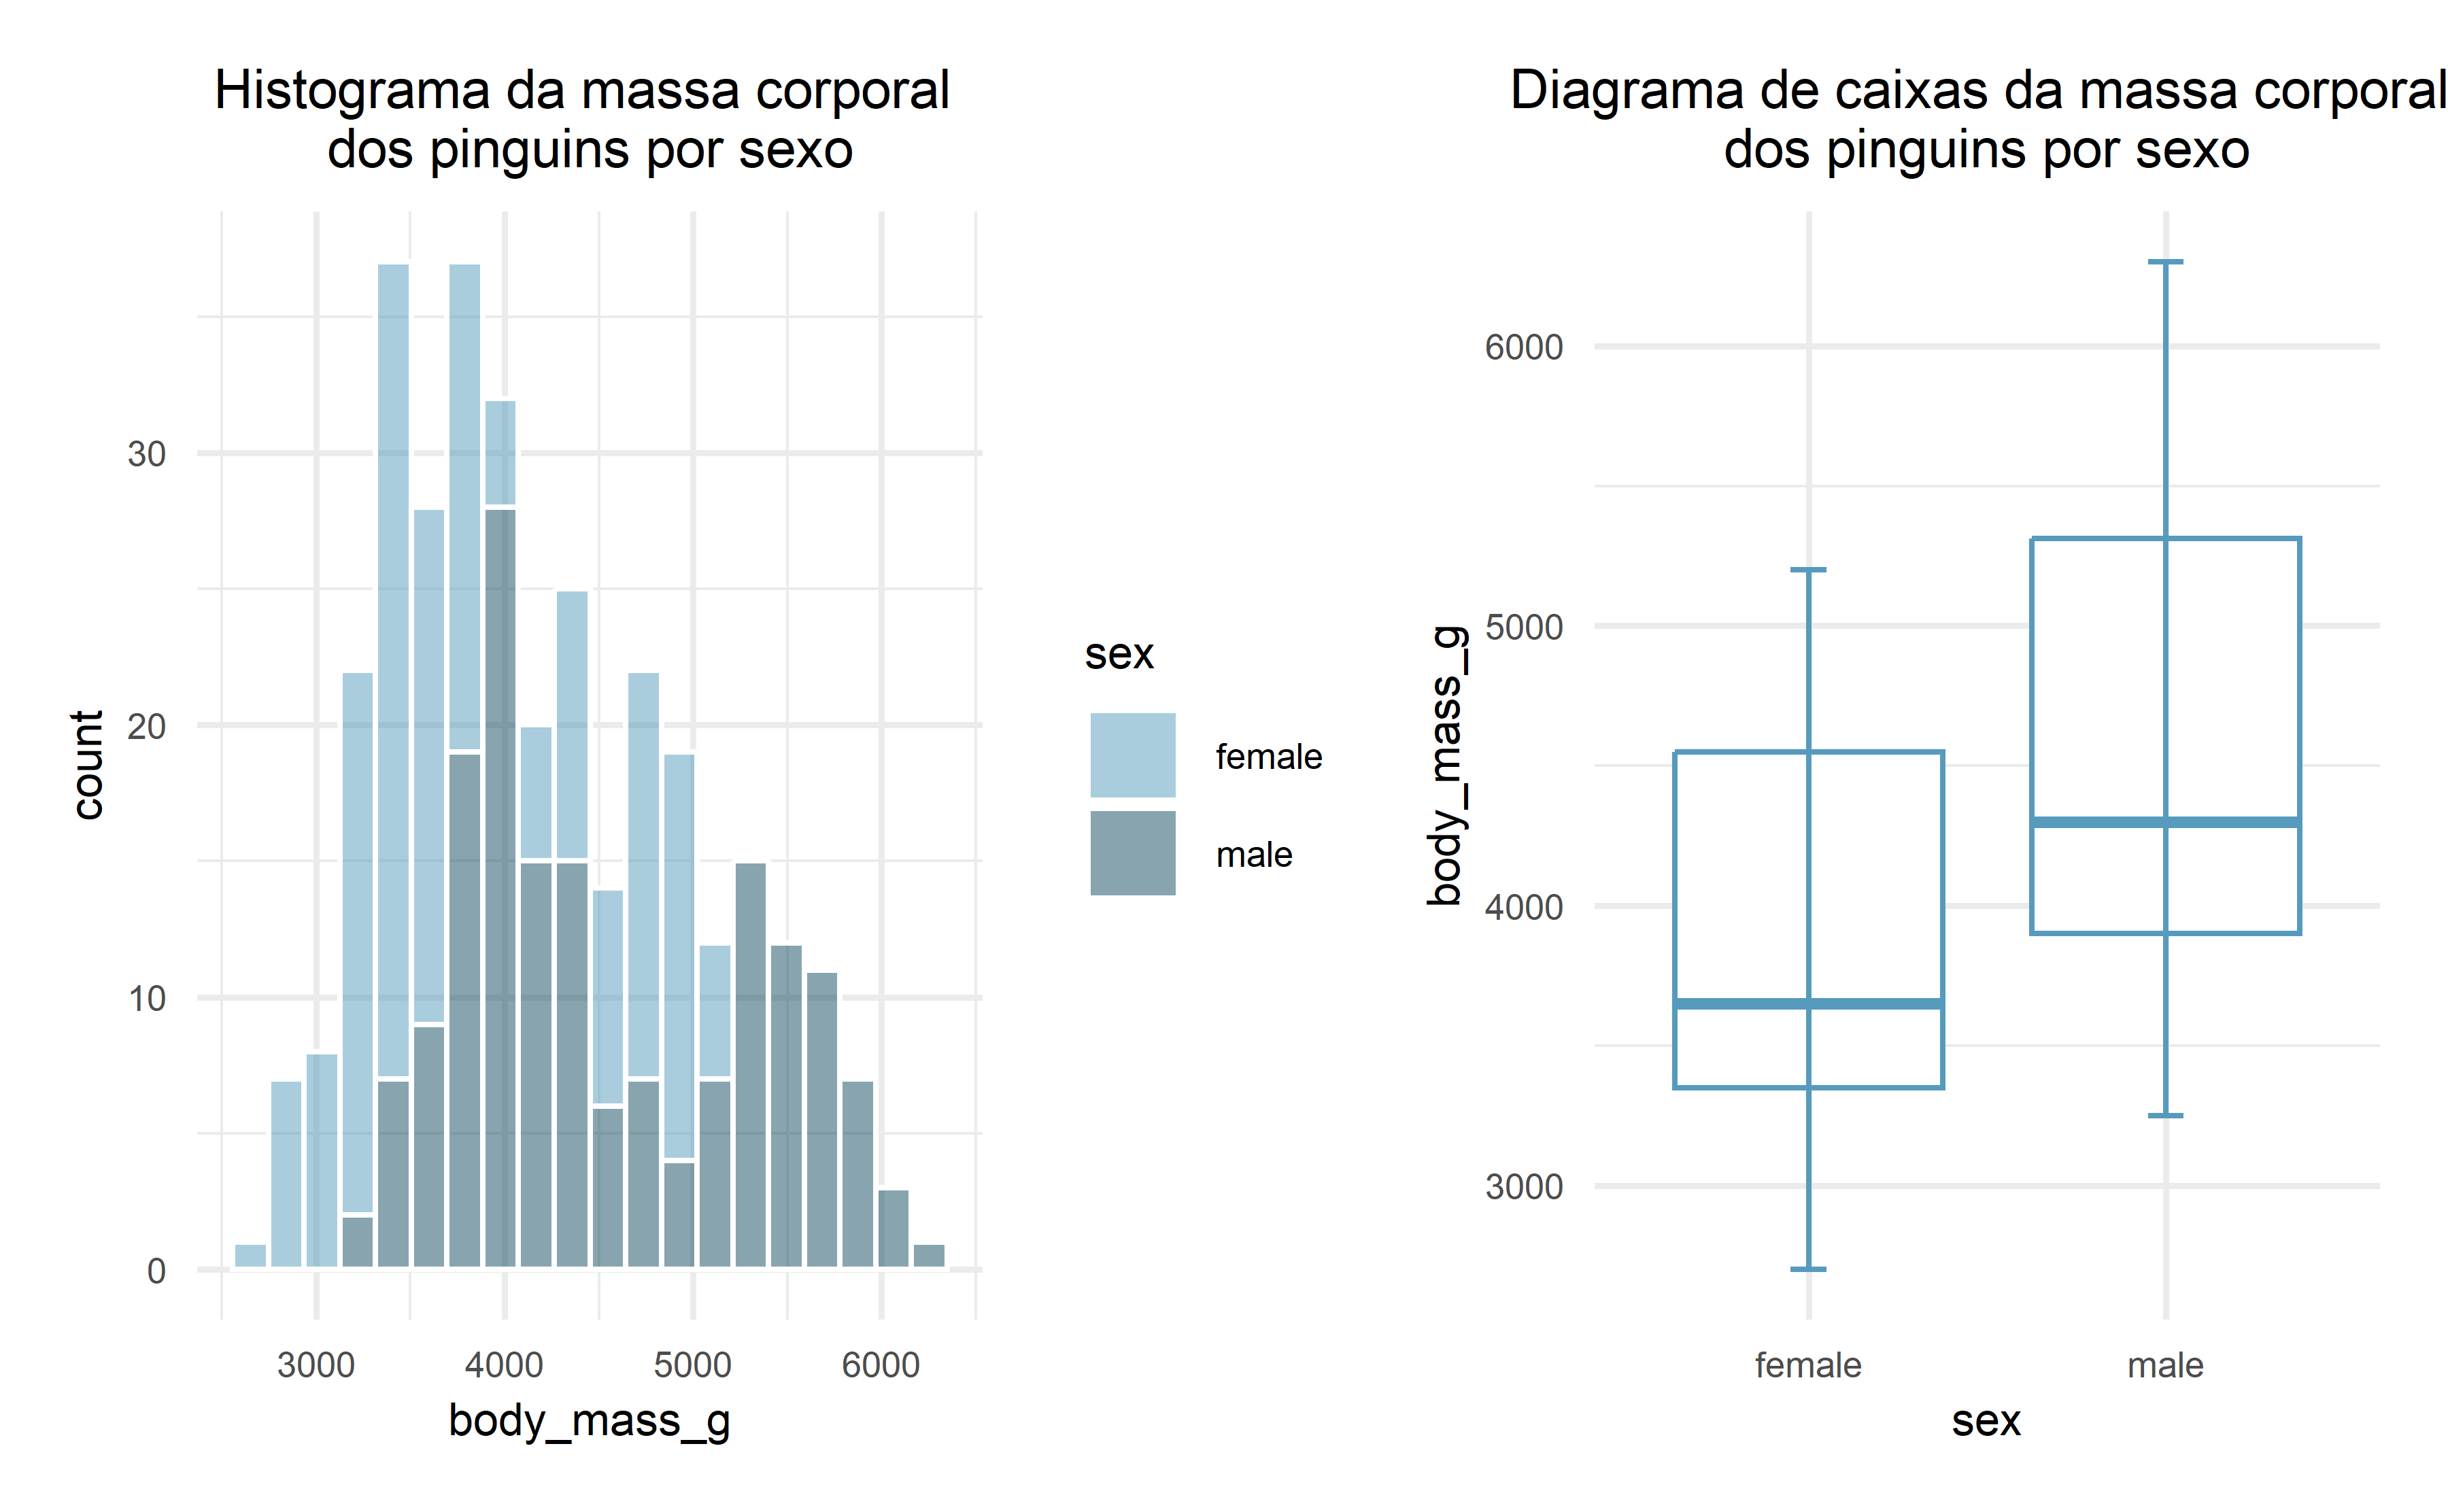 Histograma da massa corporal
dos pinguins por sexo
30
20
10
0
count
3000
4000
5000
6000
body_mass_g
sex
female
male
Diagrama de caixas da massa corporal
dos pinguins por sexo
6000
5000
4000
3000
body_mass_g
female
male
sex